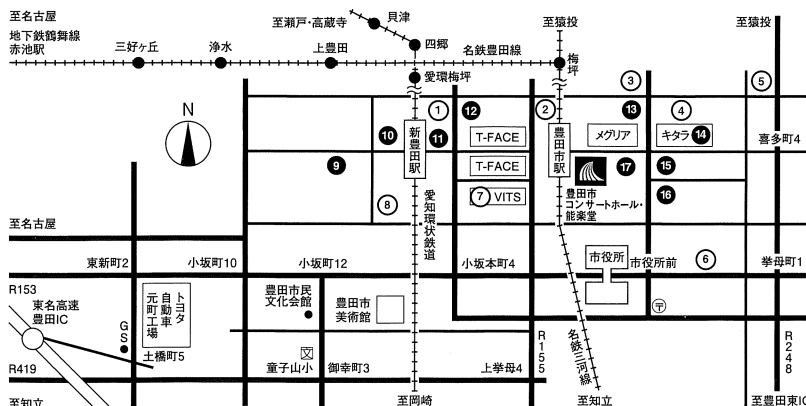 至名古屋
地下鉄鶴舞線
赤池駅
三好ヶ丘
浄水
上豊田
至瀬戸・高蔵寺
貝津
四郷
愛環梅坪
名鉄豊田線
至猿投
梅坪
至猿投
N
①
②
③
④
⑤
⑩
⑪
⑫
⑬
⑭
新豊田駅
T-FACE
豊田市駅
メグリア
キタラ
喜多町4
⑨
T-FACE
⑰
⑮
⑧
⑦
VITS
豊田市
コンサートホール・
能楽堂
⑯
愛知環状鉄道
至名古屋
東新町2
小坂町10
小坂町12
小坂本町4
市役所
市役所前
⑥
挙母町1
R153
東名高速
豊田IC
トヨタ
自動車
元町工場
GS
土橋町5
豊田市民
文化会館
豊田市
美術館
〒
R155
名鉄三河線
R248
R419
文
童子山小
御幸町3
上挙母4
至知立
至岡崎
至知立
至豊田東IC